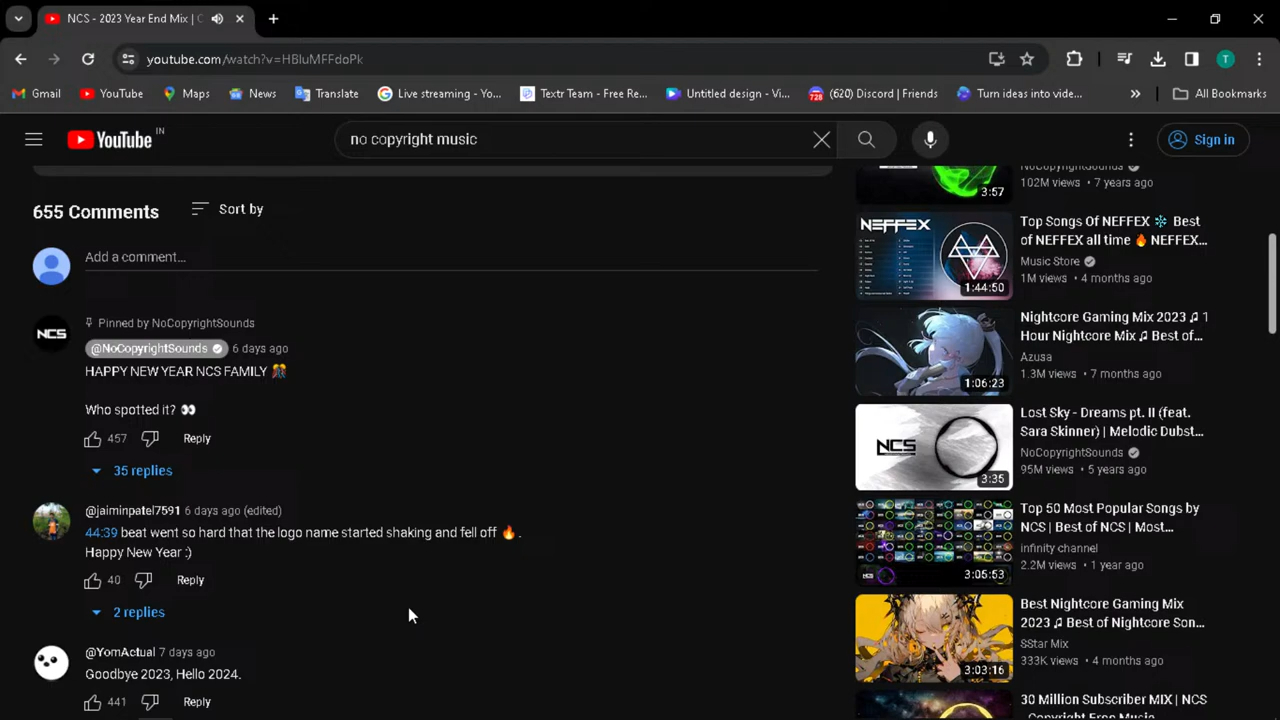 NCS - 2023 Year End Mix | C
youtube.com/watch?v=HBluMFFdoPk
Gmail
YouTube
Maps
News
Translate
Live streaming - Yo...
Textr Team - Free Re...
Untitled design - Vi...
728
(620) Discord | Friends
Turn ideas into vide...
All Bookmarks
T
YouTube IN
no copyright music
Sign in
655 Comments
Sort by
Add a comment...
NCS
Pinned by NoCopyrightSounds
@NoCopyrightSounds 6 days ago
HAPPY NEW YEAR NCS FAMILY 🎊
Who spotted it? 👀
457 Reply
35 replies
@jaiminpatel7591 6 days ago (edited)
44:39 beat went so hard that the logo name started shaking and fell off 🔥.
Happy New Year :)
40 Reply
2 replies
@YomActual 7 days ago
Goodbye 2023, Hello 2024.
441 Reply
3:57
NoCopyrightSounds
102M views • 7 years ago
NEFFEX
1:44:50
Top Songs Of NEFFEX ❄️ Best
of NEFFEX all time 🔥 NEFFEX...
Music Store
1M views • 4 months ago
1:06:23
Nightcore Gaming Mix 2023 ♫ 1
Hour Nightcore Mix ♫ Best of...
Azusa
1.3M views • 7 months ago
NCS
3:35
Lost Sky - Dreams pt. II (feat.
Sara Skinner) | Melodic Dubst...
NoCopyrightSounds
95M views • 5 years ago
NCS
3:05:53
Top 50 Most Popular Songs by
NCS | Best of NCS | Most...
infinity channel
2.2M views • 1 year ago
3:03:16
Best Nightcore Gaming Mix
2023 ♫ Best of Nightcore Son...
SStar Mix
333K views • 4 months ago
30 Million Subscriber MIX | NCS
- Copyright Free Music